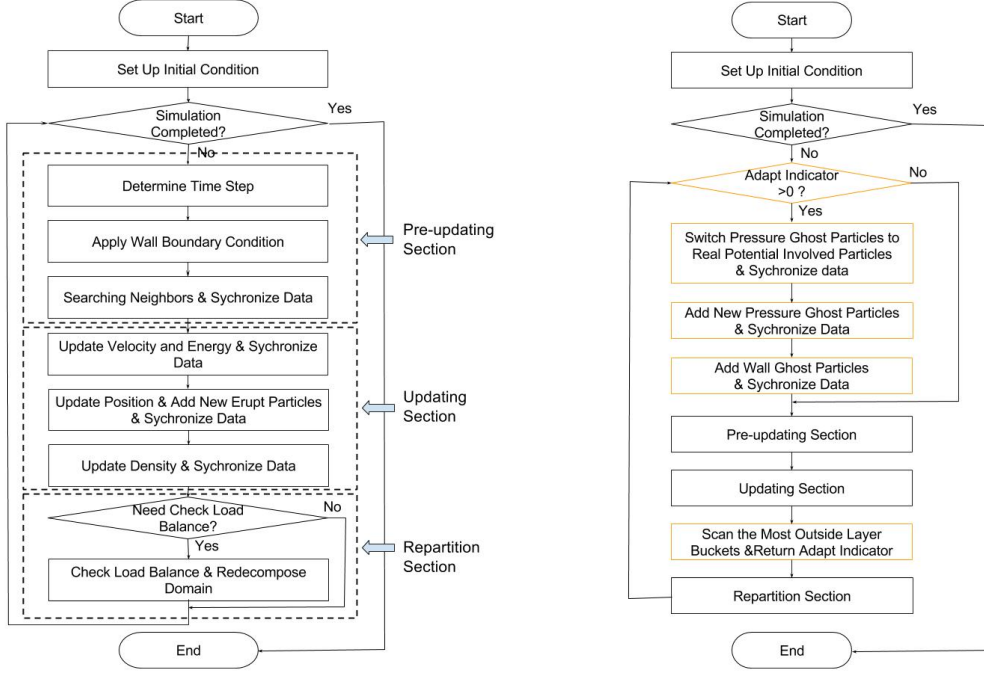 Start
Set Up Initial Condition
Simulation
Completed?
Yes
No
Determine Time Step
Apply Wall Boundary Condition
Searching Neighbors & Sychronize Data
Pre-updating
Section
Update Velocity and Energy & Sychronize
Data
Update Position & Add New Erupt Particles
& Sychronize Data
Update Density & Sychronize Data
Updating
Section
Need Check Load
Balance?
No
Yes
Check Load Balance & Redecompose
Domain
Repartition
Section
End
Start
Set Up Initial Condition
Simulation
Completed?
Yes
No
Adapt Indicator
>0 ?
No
Yes
Switch Pressure Ghost Particles to
Real Potential Involved Particles
& Sychronize data
Add New Pressure Ghost Particles
& Sychronize Data
Add Wall Ghost Particles
& Sychronize Data
Pre-updating Section
Updating Section
Scan the Most Outside Layer
Buckets &Return Adapt Indicator
Repartition Section
End